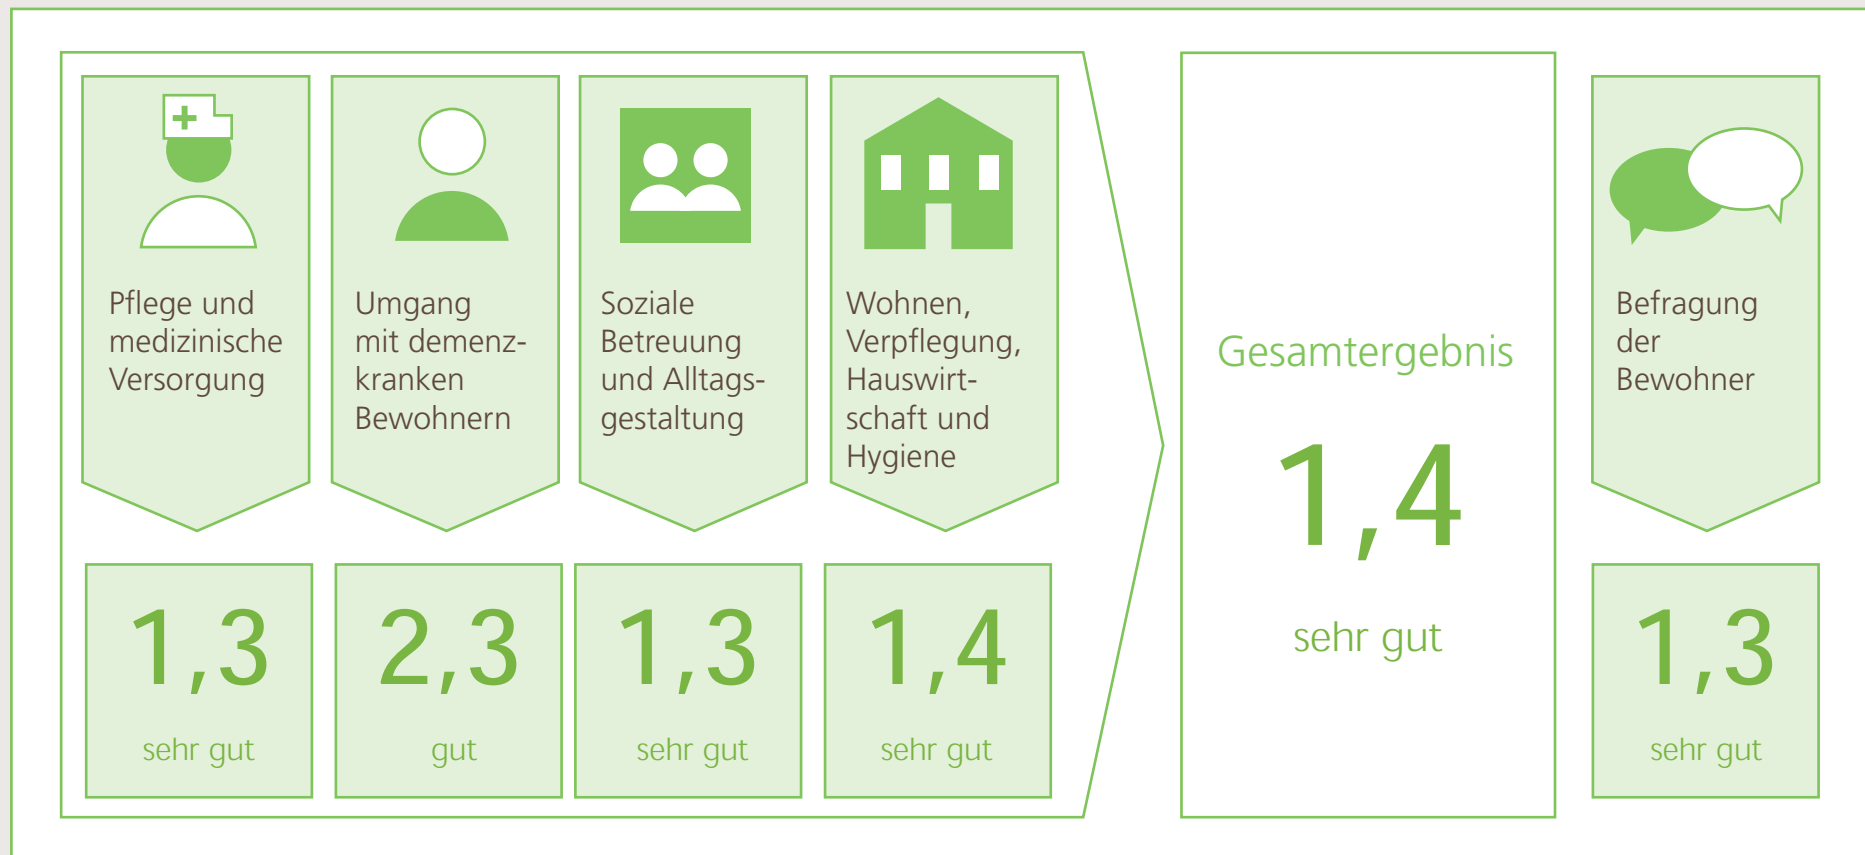 Pflege und
medizinische
Versorgung
1,3
sehr gut
Umgang
mit demenz-
kranken
Bewohnern
2,3
gut
Soziale
Betreuung
und Alltags-
gestaltung
1,3
sehr gut
Wohnen,
Verpflegung,
Hauswirt-
schaft und
Hygiene
1,4
sehr gut
Gesamtergebnis
1,4
sehr gut
Befragung
der
Bewohner
1,3
sehr gut